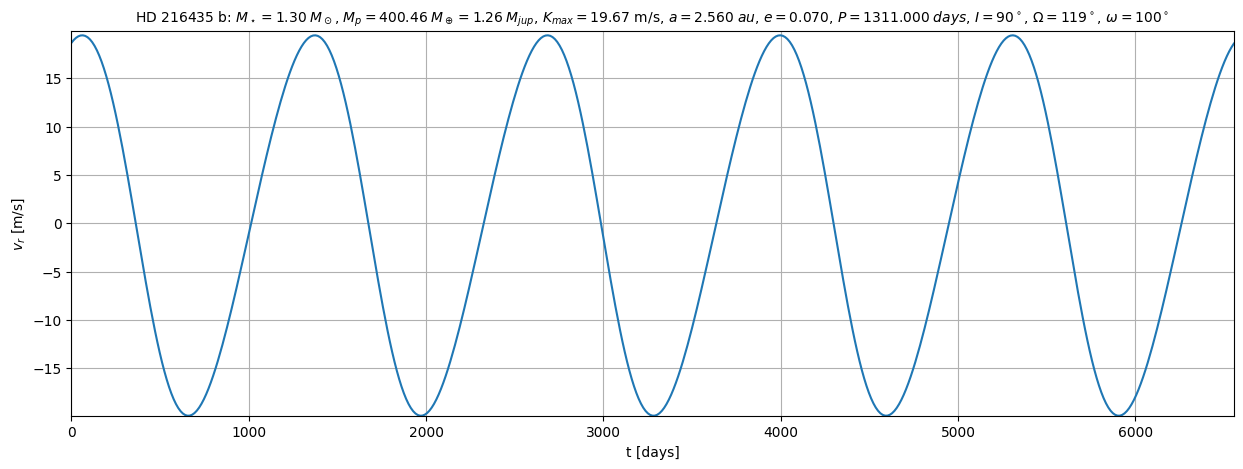 HD 216435 b: M⋆ = 1.30 M⊙, Mp = 400.46 M⊕ = 1.26 Mjup, Kmax = 19.67 m/s, a = 2.560 au, e = 0.070, P = 1311.000 days, I = 90°, Ω = 119°, ω = 100°
15
10
5
0
−5
−10
−15
vr [m/s]
0 1000 2000 3000 4000 5000 6000
t [days]